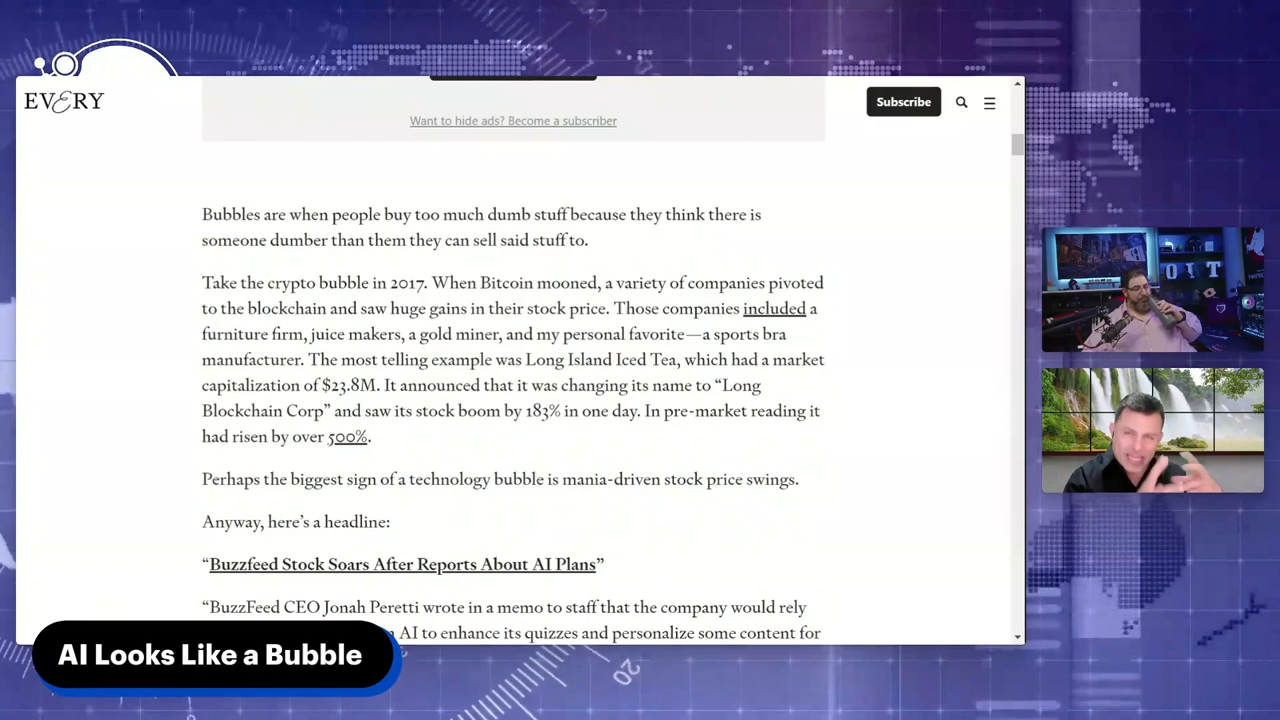 EVERY
Subscribe
Want to hide ads? Become a subscriber
Bubbles are when people buy too much dumb stuff because they think there is
someone dumber than them they can sell said stuff to.
Take the crypto bubble in 2017. When Bitcoin mooned, a variety of companies pivoted
to the blockchain and saw huge gains in their stock price. Those companies included a
furniture firm, juice makers, a gold miner, and my personal favorite—a sports bra
manufacturer. The most telling example was Long Island Iced Tea, which had a market
capitalization of $23.8M. It announced that it was changing its name to “Long
Blockchain Corp” and saw its stock boom by 183% in one day. In pre-market reading it
had risen by over 500%.
Perhaps the biggest sign of a technology bubble is mania-driven stock price swings.
Anyway, here’s a headline:
“Buzzfeed Stock Soars After Reports About AI Plans”
“BuzzFeed CEO Jonah Peretti wrote in a memo to staff that the company would rely
AI to enhance its quizzes and personalize some content for
AI Looks Like a Bubble
O I T
20